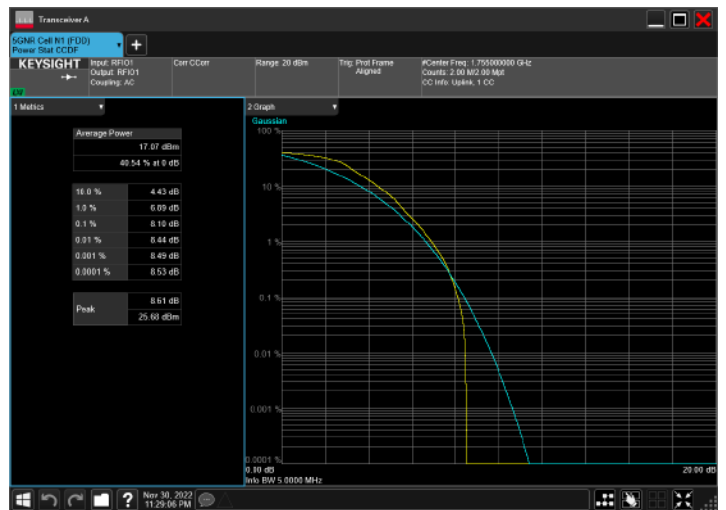 Transceiver A
5GNR Cell N1 (FDD)
Power Stat CCDF
KEYSIGHT
Input: RFIO1
Output: RFIO1
Coupling: AC
Corr CCorr
Range: 20 dBm
Trig: Prot Frame
Aligned
#Center Freq: 1.755000000 GHz
Counts: 2.00 M/2.00 Mpt
CC Info: Uplink, 1 CC
1 Metrics
Average Power
17.07 dBm
40.54 % at 0 dB
10.0 % 4.43 dB
1.0 % 6.89 dB
0.1 % 8.10 dB
0.01 % 8.44 dB
0.001 % 8.49 dB
0.0001 % 8.53 dB
Peak
8.61 dB
25.68 dBm
2 Graph
Gaussian
100 %
10 %
1 %
0.1 %
0.01 %
0.001 %
0.0001 %
0.00 dB
20.00 dB
Info BW 5.0000 MHz
Nov 30, 2022
11:29:06 PM